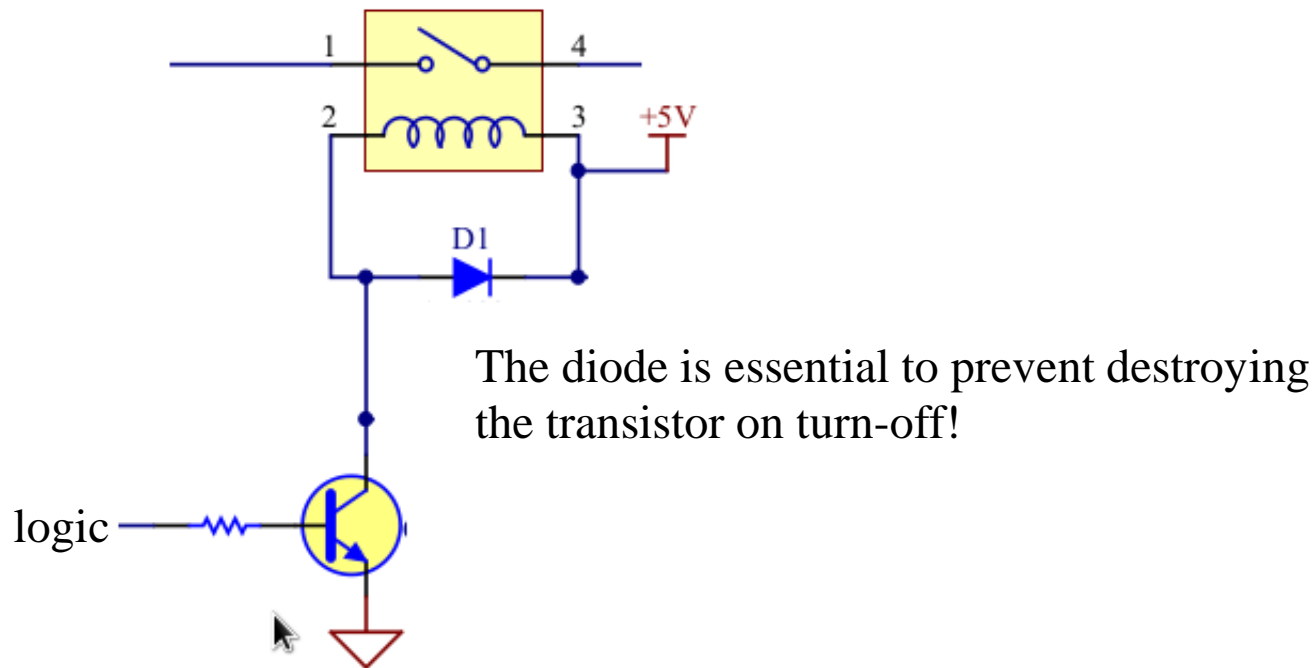 1 4
2 3 +5V
D1
The diode is essential to prevent destroying
the transistor on turn-off!
logic